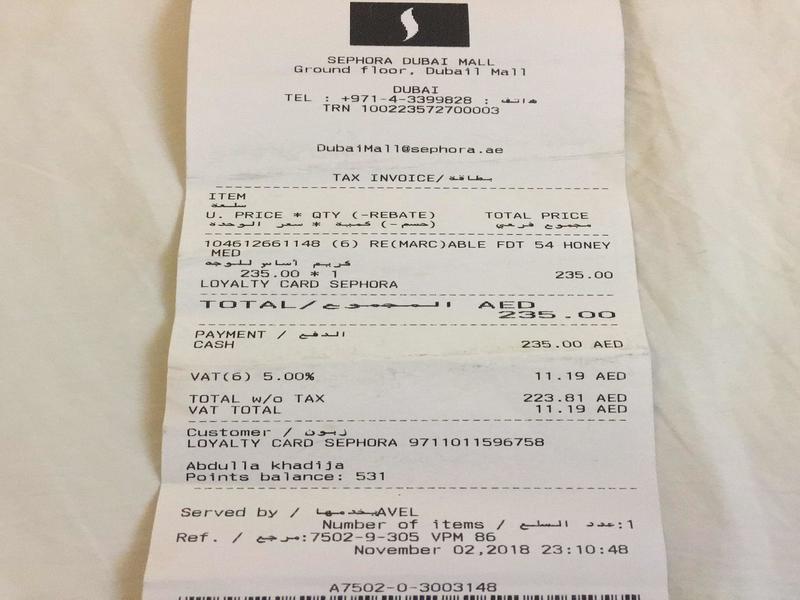 SEPHORA DUBAI MALL
Ground floor, Dubail Mall
DUBAI
TEL : +971-4-3399828 : هاتف
TRN 100223572700003
DubaiMall@sephora.ae
TAX INVOICE/بطاقة
ITEM
سلعة
U. PRICE * QTY (-REBATE) TOTAL PRICE
سعر الوحدة * كمية (-حسم) مجموع فرعي
104612661148 (6) RE(MARC)ABLE FDT 54 HONEY
MED
كريم أساس للوجه
235.00 * 1 235.00
LOYALTY CARD SEPHORA
TOTAL/المجموع AED
235.00
PAYMENT / الدفع
CASH 235.00 AED
VAT(6) 5.00% 11.19 AED
TOTAL w/o TAX 223.81 AED
VAT TOTAL 11.19 AED
Customer / زبون
LOYALTY CARD SEPHORA 9711011596758
Abdulla khadija
Points balance: 531
Served by / يخدمها AVEL
Number of items / عدد السلع :1
Ref. / مرجع :7502-9-305 VPM 86
November 02,2018 23:10:48
A7502-0-3003148